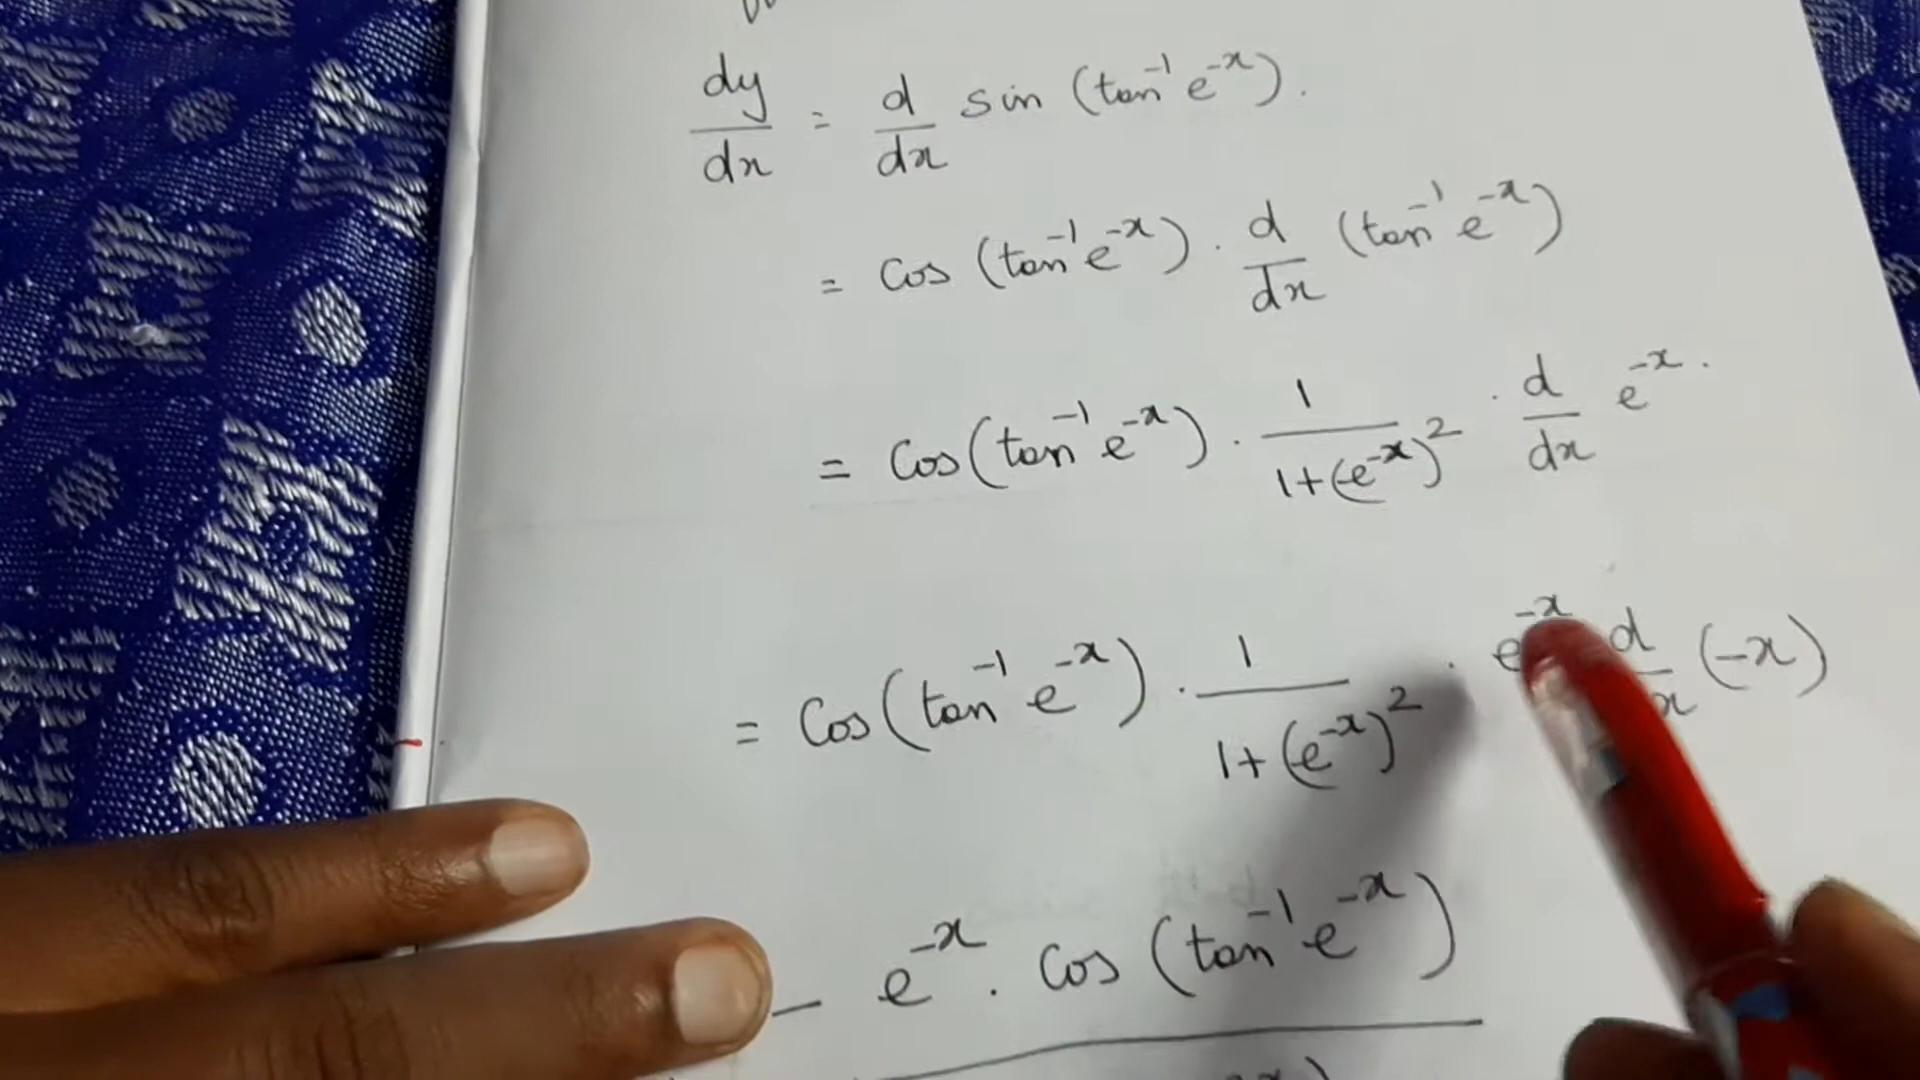 dy/dx = d/dx sin (tan⁻¹ e⁻ˣ).
= Cos (tan⁻¹ e⁻ˣ) . d/dx (tan⁻¹ e⁻ˣ)
= Cos (tan⁻¹ e⁻ˣ) . 1/(1+(e⁻ˣ)²) . d/dx e⁻ˣ.
= Cos (tan⁻¹ e⁻ˣ) . 1/(1+(e⁻ˣ)²) . e⁻ˣ d/dx (-x)
- e⁻ˣ . Cos (tan⁻¹ e⁻ˣ)